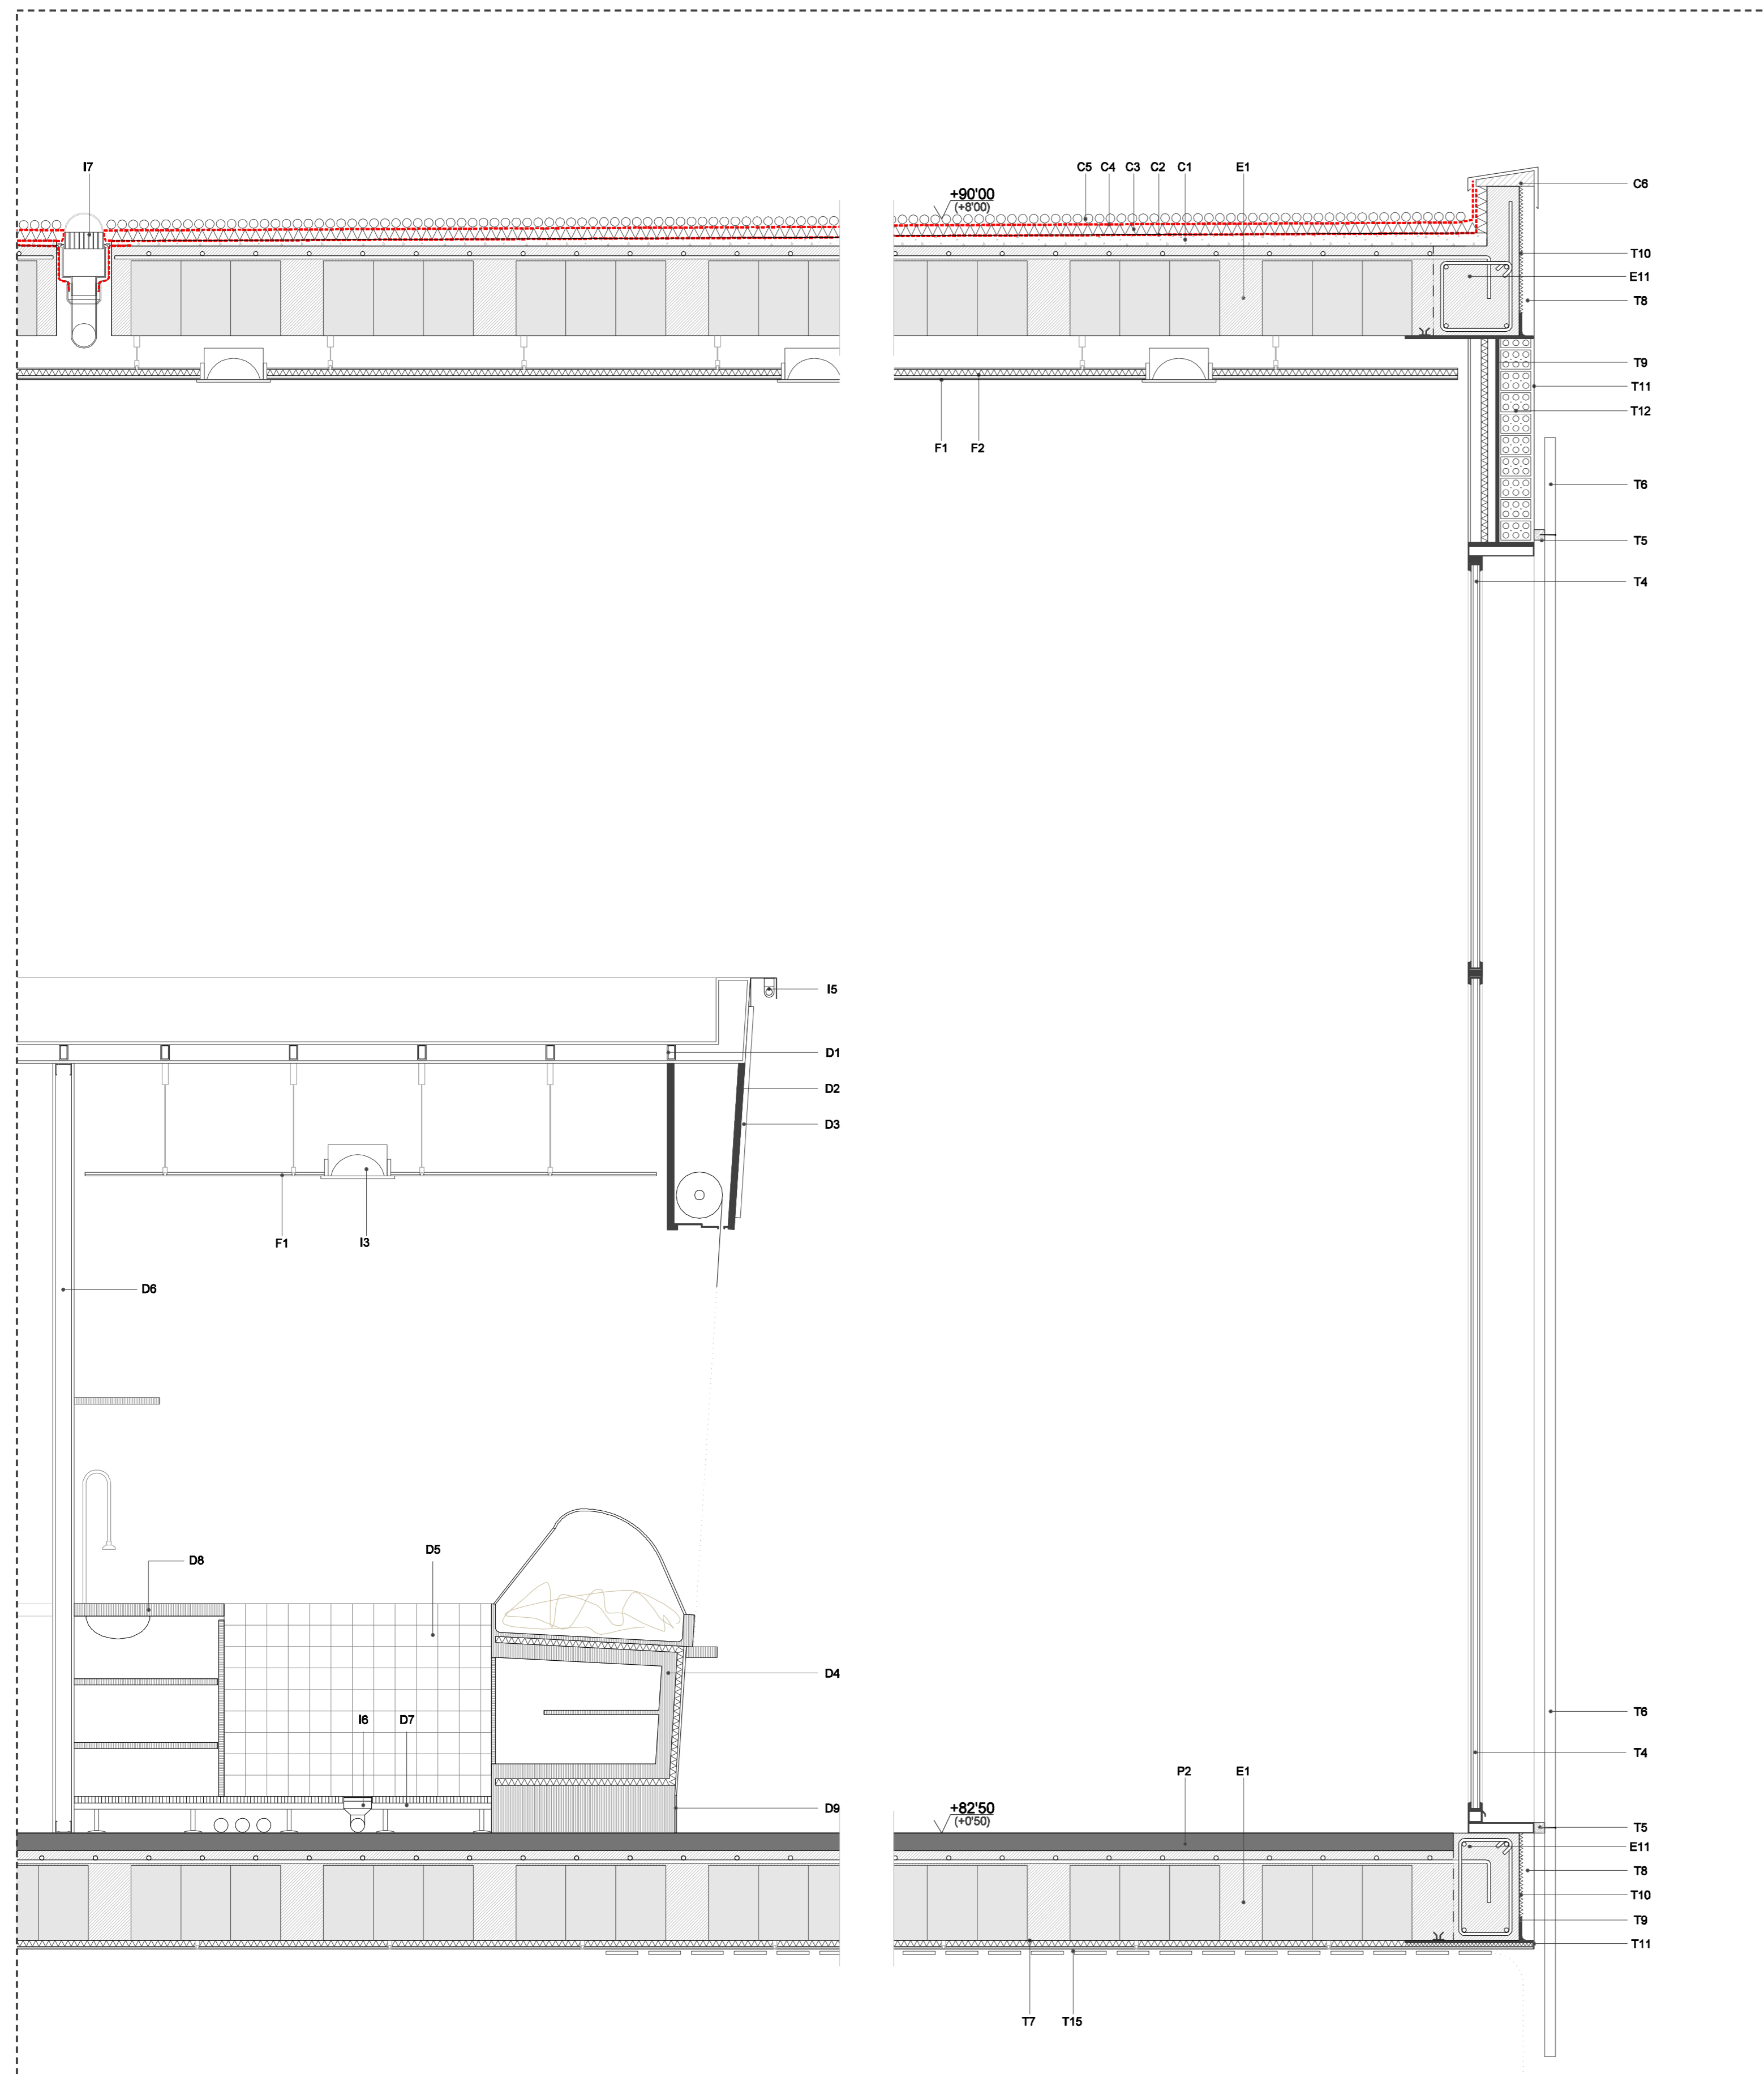 I7
C5 C4 C3 C2 C1 E1
+90'00
(+8'00)
C6
T10
E11
T8
T9
T11
T12
F1 F2
T6
T5
T4
I5
D1
D2
D3
F1 I3
D6
D5
D8
D4
I6 D7
T6
T4
P2 E1
D9
+82'50
(+0'50)
T5
E11
T8
T10
T9
T11
T7 T15